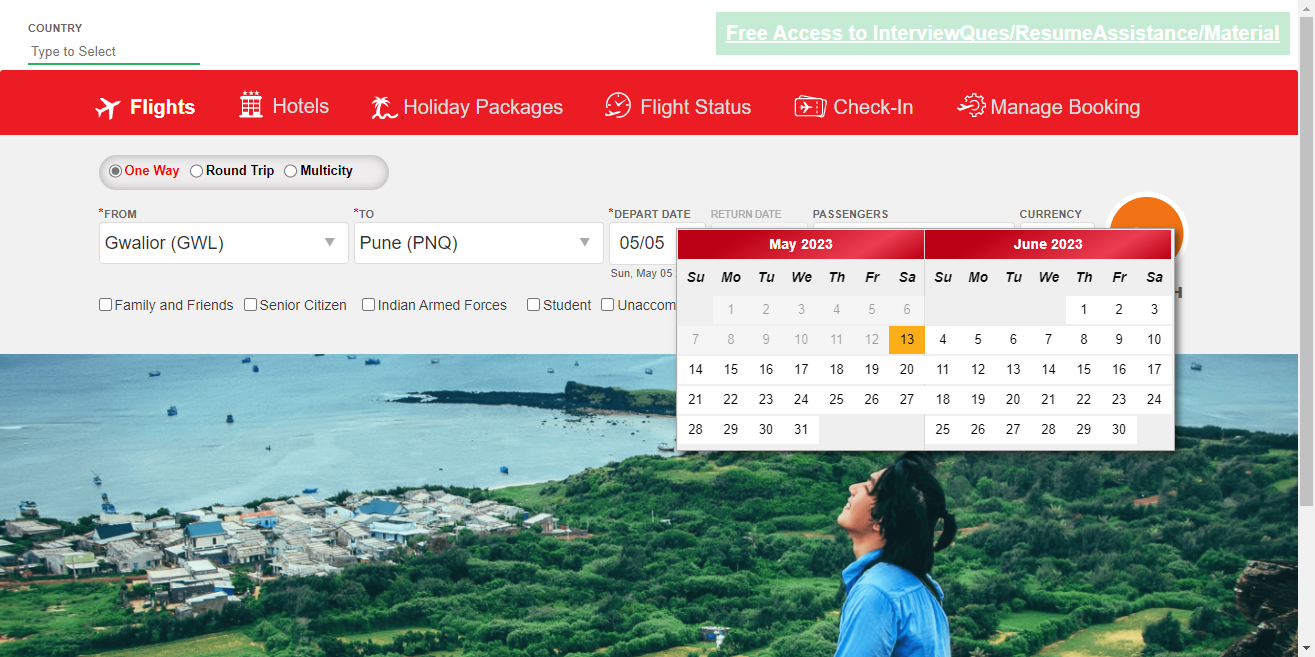 COUNTRY
Type to Select
Free Access to InterviewQues/ResumeAssistance/Material
Flights Hotels Holiday Packages Flight Status Check-In Manage Booking
One Way Round Trip Multicity
*FROM *TO *DEPART DATE RETURN DATE PASSENGERS CURRENCY
Gwalior (GWL) Pune (PNQ) 05/05
Sun, May 05
Family and Friends Senior Citizen Indian Armed Forces Student Unaccom
May 2023 June 2023
Su Mo Tu We Th Fr Sa Su Mo Tu We Th Fr Sa
1 2 3 4 5 6 1 2 3
7 8 9 10 11 12 13 4 5 6 7 8 9 10
14 15 16 17 18 19 20 11 12 13 14 15 16 17
21 22 23 24 25 26 27 18 19 20 21 22 23 24
28 29 30 31 25 26 27 28 29 30